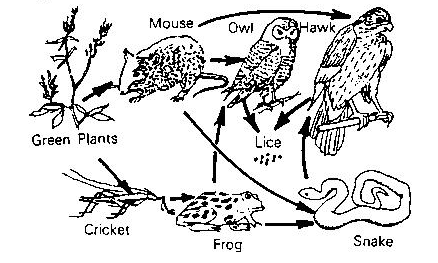 Mouse
Owl
Hawk
Green Plants
Lice
Cricket
Frog
Snake